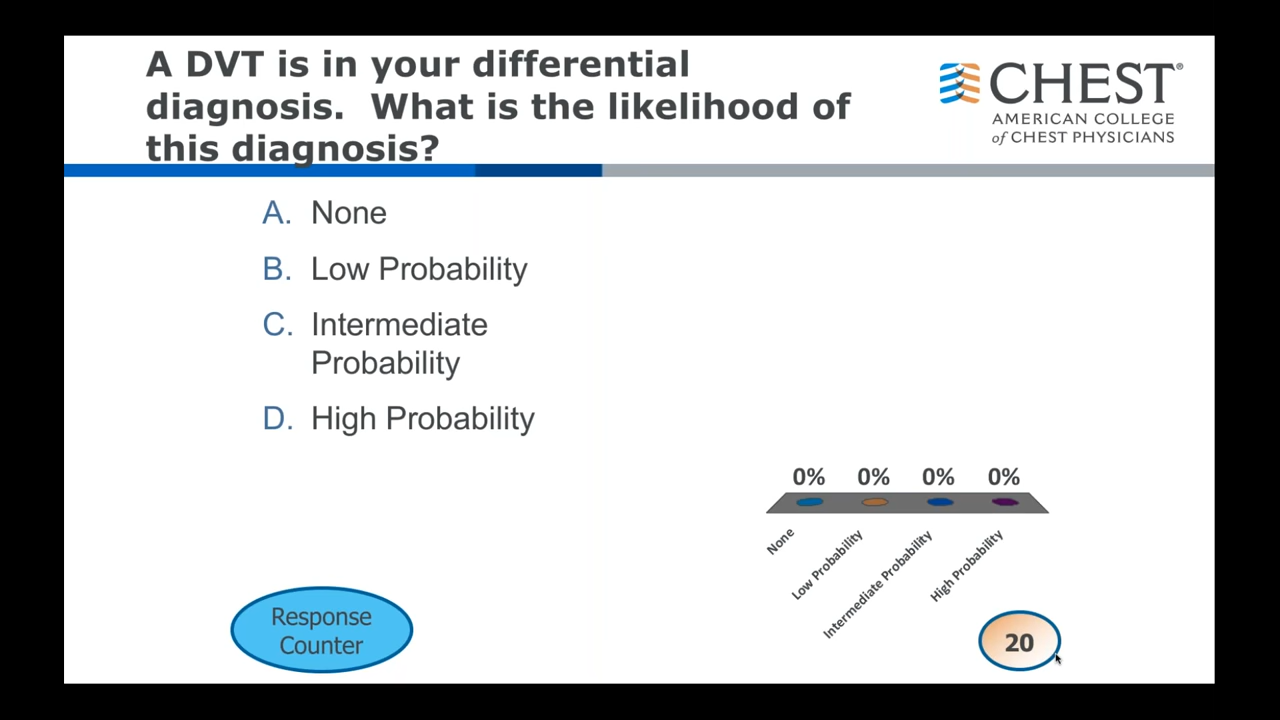 A DVT is in your differential
diagnosis.  What is the likelihood of
this diagnosis?
CHEST®
AMERICAN COLLEGE
of CHEST PHYSICIANS
A. None
B. Low Probability
C. Intermediate
Probability
D. High Probability
0% 0% 0% 0%
None
Low Probability
Intermediate Probability
High Probability
Response
Counter
20